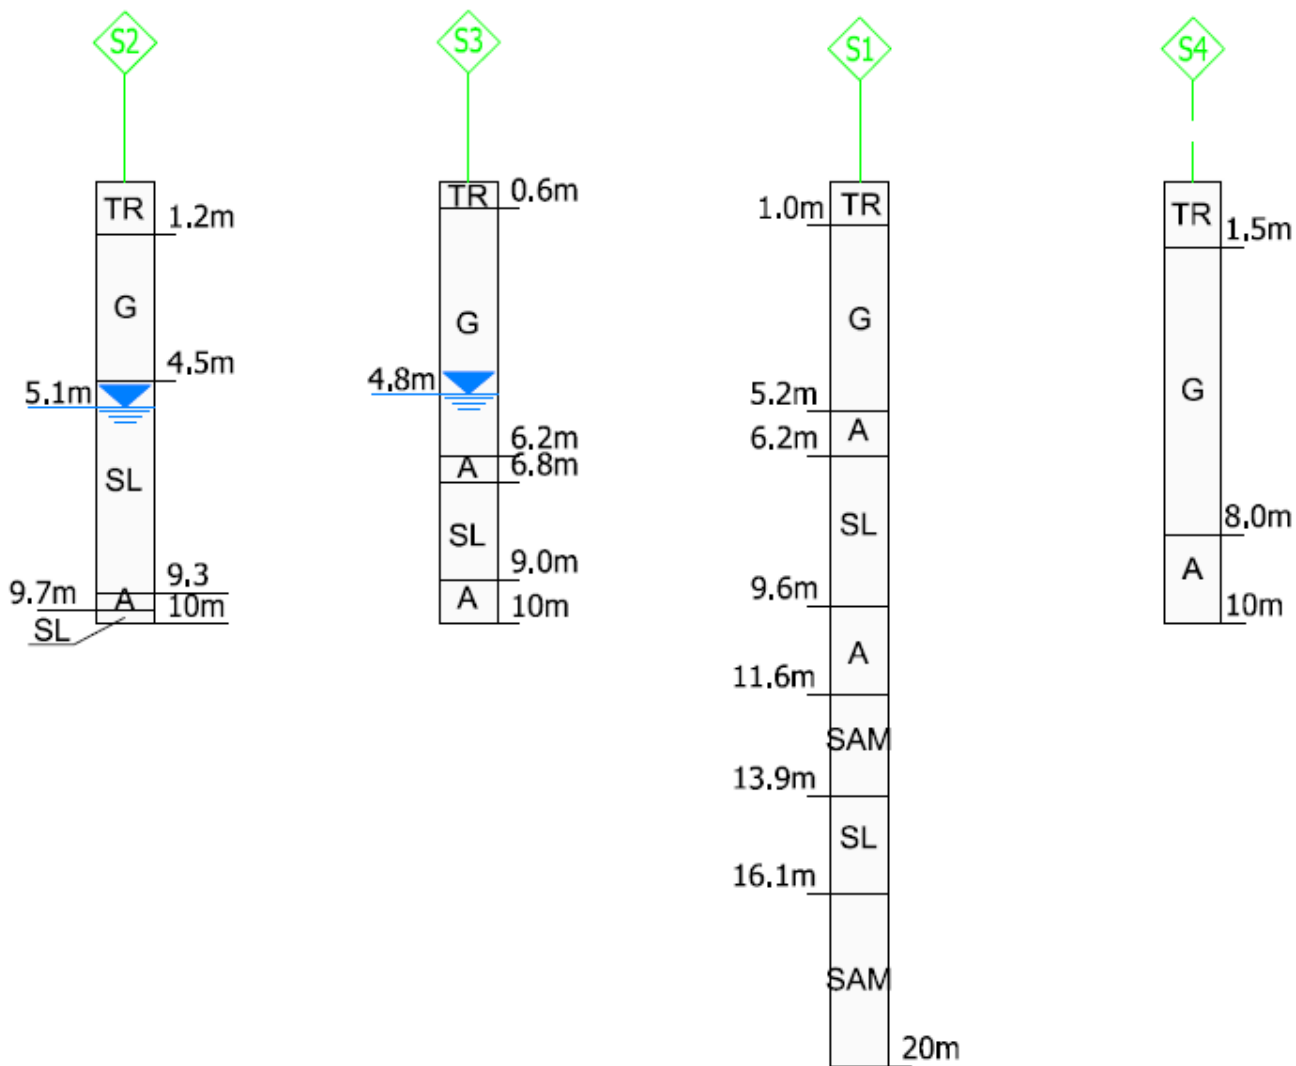 S2
TR
1.2m
G
4.5m
5.1m
SL
9.3
9.7m
A
10m
SL
S3
TR
0.6m
G
4.8m
6.2m
A
6.8m
SL
9.0m
A
10m
S1
1.0m
TR
G
5.2m
A
6.2m
SL
9.6m
A
11.6m
SAM
13.9m
SL
16.1m
SAM
20m
S4
TR
1.5m
G
8.0m
A
10m